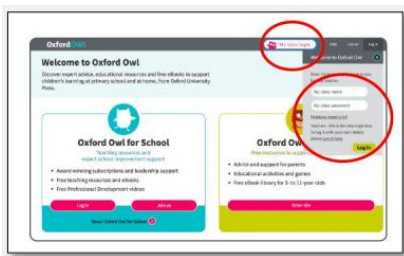 Oxford OWL
My class login
Help
Join us
Log in
Welcome to Oxford Owl
Discover expert advice, educational resources and free eBooks to support
children's learning at primary school and at home, from Oxford University
Press.
Welcome to Oxford Owl
My class name
My class password
Log in
Oxford Owl for School
Teaching resources and
expert school improvement support
Award-winning subscriptions and leadership support
Free teaching resources and eBooks
Free Professional Development videos
Log in
Join us
About Oxford Owl for School
Oxford Ow
Free resources
Advice and support for parents
Educational activities and games
Free eBook library for 3- to 11-year-olds
Enter site